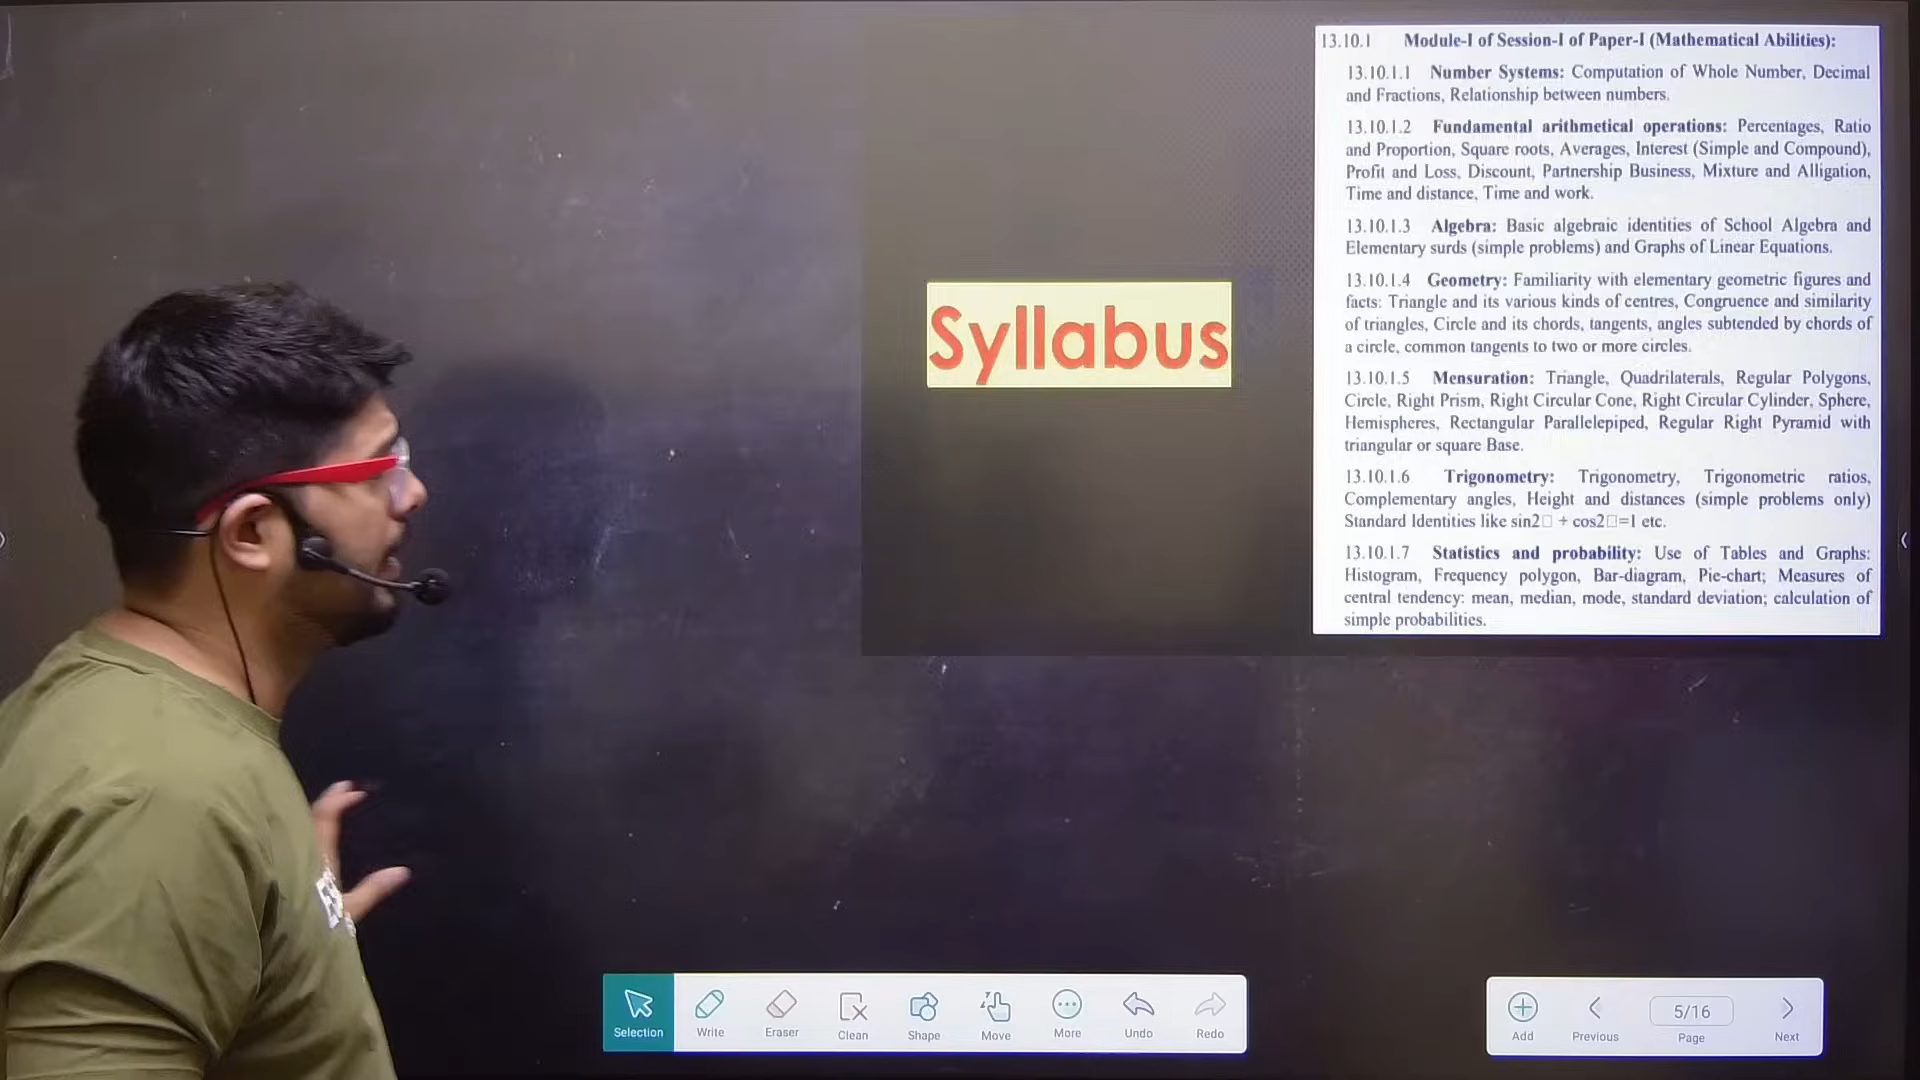 13.10.1 Module-I of Session-I of Paper-I (Mathematical Abilities):
13.10.1.1 Number Systems: Computation of Whole Number, Decimal
and Fractions, Relationship between numbers.
13.10.1.2 Fundamental arithmetical operations: Percentages, Ratio
and Proportion, Square roots, Averages, Interest (Simple and Compound),
Profit and Loss, Discount, Partnership Business, Mixture and Alligation,
Time and distance, Time and work.
13.10.1.3 Algebra: Basic algebraic identities of School Algebra and
Elementary surds (simple problems) and Graphs of Linear Equations.
13.10.1.4 Geometry: Familiarity with elementary geometric figures and
facts: Triangle and its various kinds of centres, Congruence and similarity
of triangles, Circle and its chords, tangents, angles subtended by chords of
a circle, common tangents to two or more circles.
13.10.1.5 Mensuration: Triangle, Quadrilaterals, Regular Polygons,
Circle, Right Prism, Right Circular Cone, Right Circular Cylinder, Sphere,
Hemispheres, Rectangular Parallelepiped, Regular Right Pyramid with
triangular or square Base.
13.10.1.6 Trigonometry: Trigonometry, Trigonometric ratios,
Complementary angles, Height and distances (simple problems only)
Standard Identities like sin2□ + cos2□=1 etc.
13.10.1.7 Statistics and probability: Use of Tables and Graphs:
Histogram, Frequency polygon, Bar-diagram, Pie-chart; Measures of
central tendency: mean, median, mode, standard deviation; calculation of
simple probabilities.
Syllabus
Selection Write Eraser Clean Shape Move More Undo Redo
5/16
Add Previous Page Next